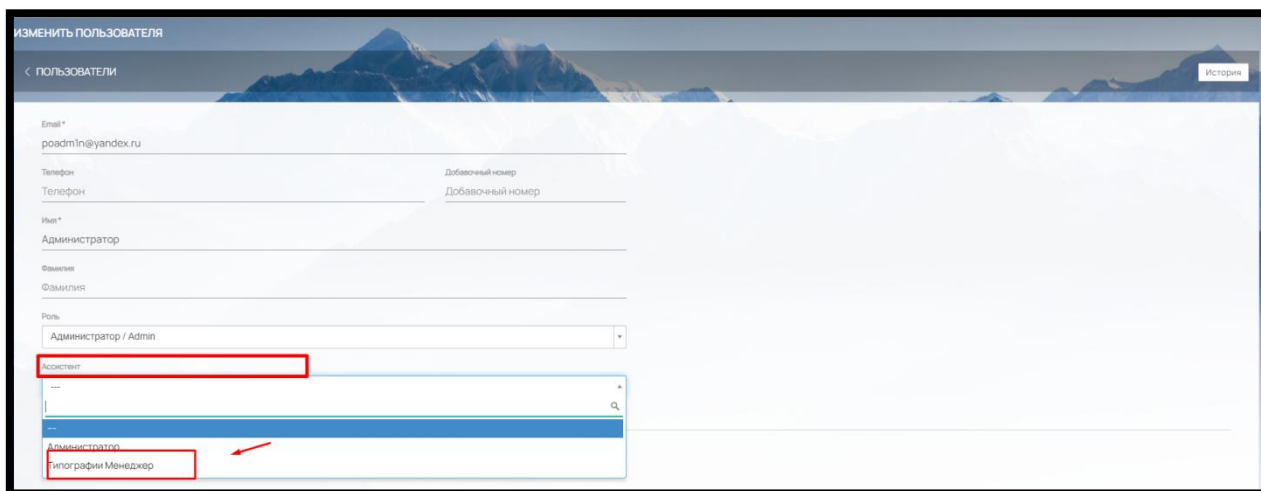 ИЗМЕНИТЬ ПОЛЬЗОВАТЕЛЯ
< ПОЛЬЗОВАТЕЛИ
История
Email *
poadm1n@yandex.ru
Телефон Добавочный номер
Телефон Добавочный номер
Имя *
Администратор
Фамилия
Фамилия
Роль
Администратор / Admin
Ассистент
---
---
Администратор
Типографии Менеджер